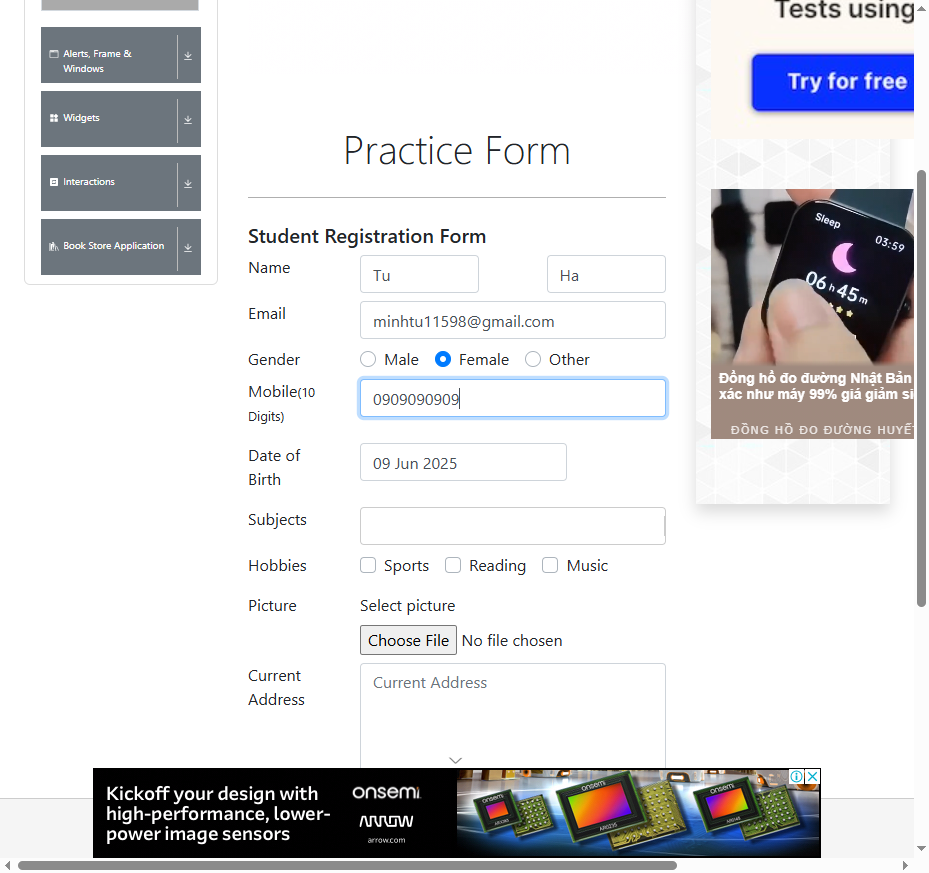 Tests using
Try for free
Alerts, Frame &
Windows
Widgets
Interactions
Book Store Application
Practice Form
Student Registration Form
Name
Tu
Ha
Email
minhtu11598@gmail.com
Gender
Male
Female
Other
Mobile(10
Digits)
0909090909
Date of
Birth
09 Jun 2025
Subjects
Hobbies
Sports
Reading
Music
Picture
Select picture
Choose File No file chosen
Current
Address
Current Address
Sleep
03:59
06 h 45 m
Đồng hồ đo đường Nhật Bản
xác như máy 99% giá giảm
ĐỒNG HỒ ĐO ĐƯỜNG HUYẾT
Kickoff your design with
high-performance, lower-
power image sensors
onsemi
ARROW
arrow.com
onsemi
onsemi
AR0235
onsemi